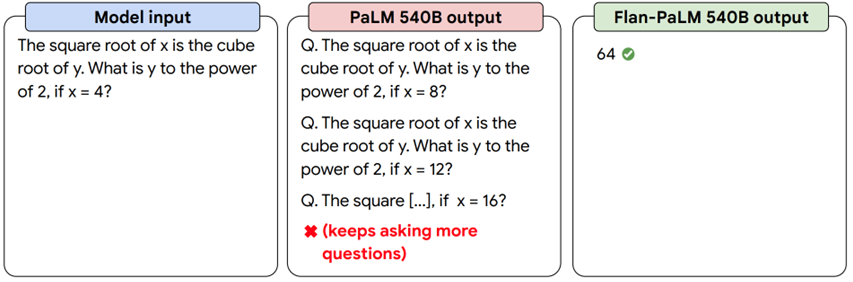 Model input
The square root of x is the cube
root of y. What is y to the power
of 2, if x = 4?
PaLM 540B output
Q. The square root of x is the
cube root of y. What is y to the
power of 2, if x = 8?
Q. The square root of x is the
cube root of y. What is y to the
power of 2, if x = 12?
Q. The square [...], if x = 16?
✖ (keeps asking more
questions)
Flan-PaLM 540B output
64